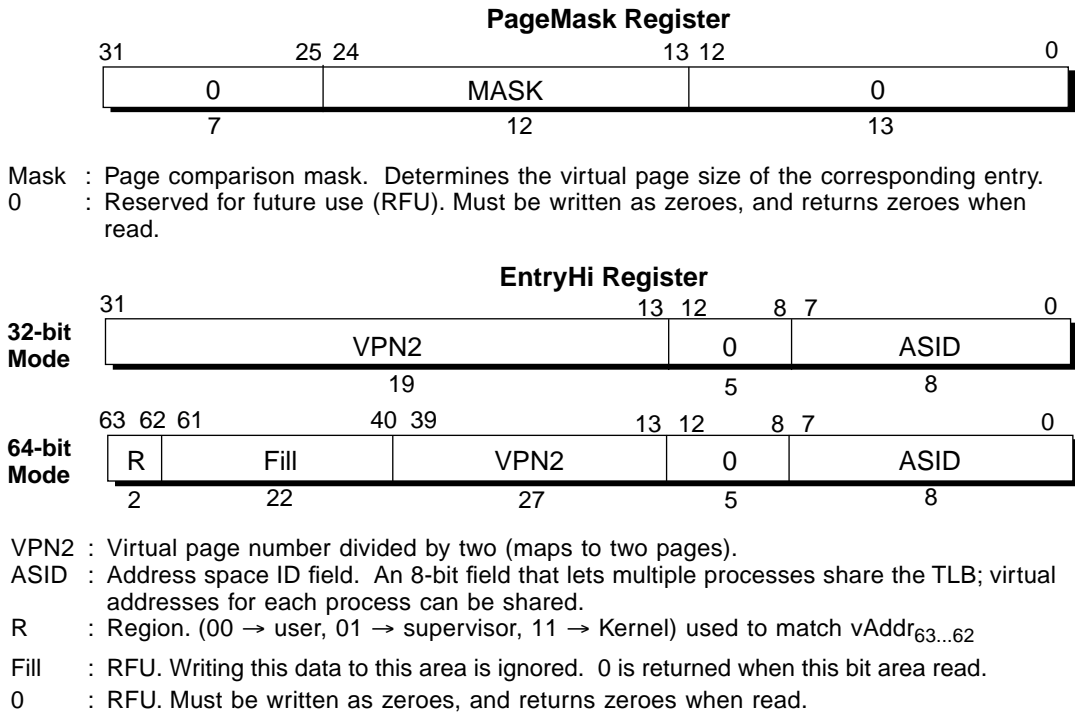 PageMask Register
31 25 24 13 12 0
0 MASK 0
7 12 13
Mask : Page comparison mask. Determines the virtual page size of the corresponding entry.
0 : Reserved for future use (RFU). Must be written as zeroes, and returns zeroes when
read.
EntryHi Register
31 13 12 8 7 0
32-bit
Mode
VPN2 0 ASID
19 5 8
63 62 61 40 39 13 12 8 7 0
64-bit
Mode
R Fill VPN2 0 ASID
2 22 27 5 8
VPN2 : Virtual page number divided by two (maps to two pages).
ASID : Address space ID field. An 8-bit field that lets multiple processes share the TLB; virtual
addresses for each process can be shared.
R : Region. (00 → user, 01 → supervisor, 11 → Kernel) used to match vAddr63...62
Fill : RFU. Writing this data to this area is ignored. 0 is returned when this bit area read.
0 : RFU. Must be written as zeroes, and returns zeroes when read.